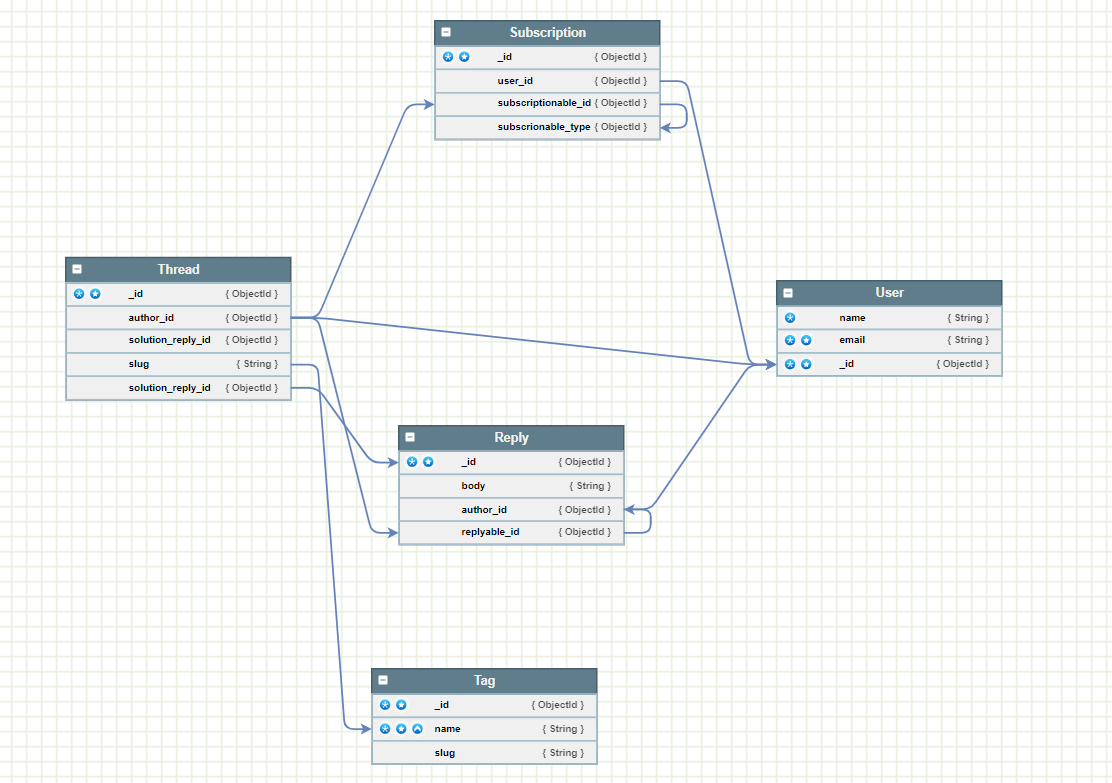 Subscription
_id { ObjectId }
user_id { ObjectId }
subscriptionable_id { ObjectId }
subscrionable_type { ObjectId }
Thread
_id { ObjectId }
author_id { ObjectId }
solution_reply_id { ObjectId }
slug { String }
solution_reply_id { ObjectId }
User
name { String }
email { String }
_id { ObjectId }
Reply
_id { ObjectId }
body { String }
author_id { ObjectId }
replyable_id { ObjectId }
Tag
_id { ObjectId }
name { String }
slug { String }